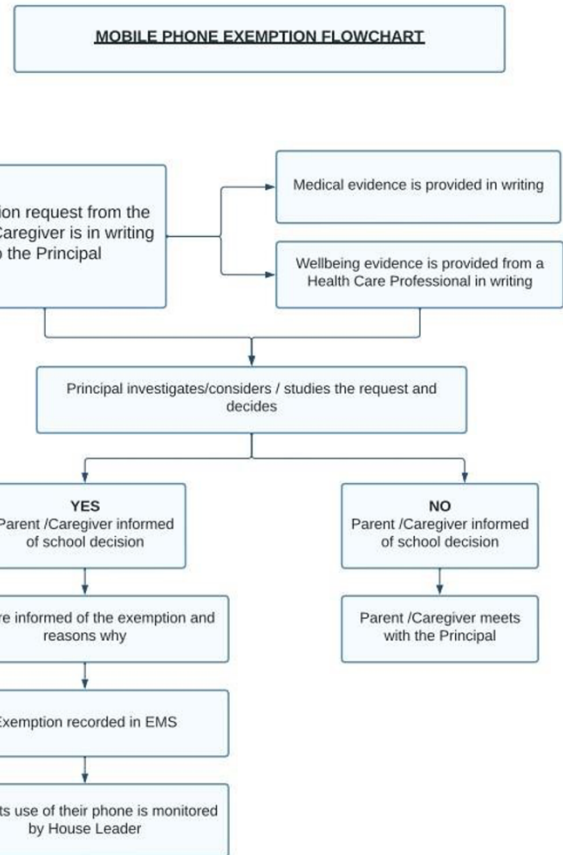 MOBILE PHONE EXEMPTION FLOWCHART
ion request from the
Caregiver is in writing
the Principal
Medical evidence is provided in writing
Wellbeing evidence is provided from a
Health Care Professional in writing
Principal investigates/considers / studies the request and
decides
YES
Parent /Caregiver informed
of school decision
NO
Parent /Caregiver informed
of school decision
re informed of the exemption and
reasons why
Parent /Caregiver meets
with the Principal
Exemption recorded in EMS
ts use of their phone is monitored
by House Leader